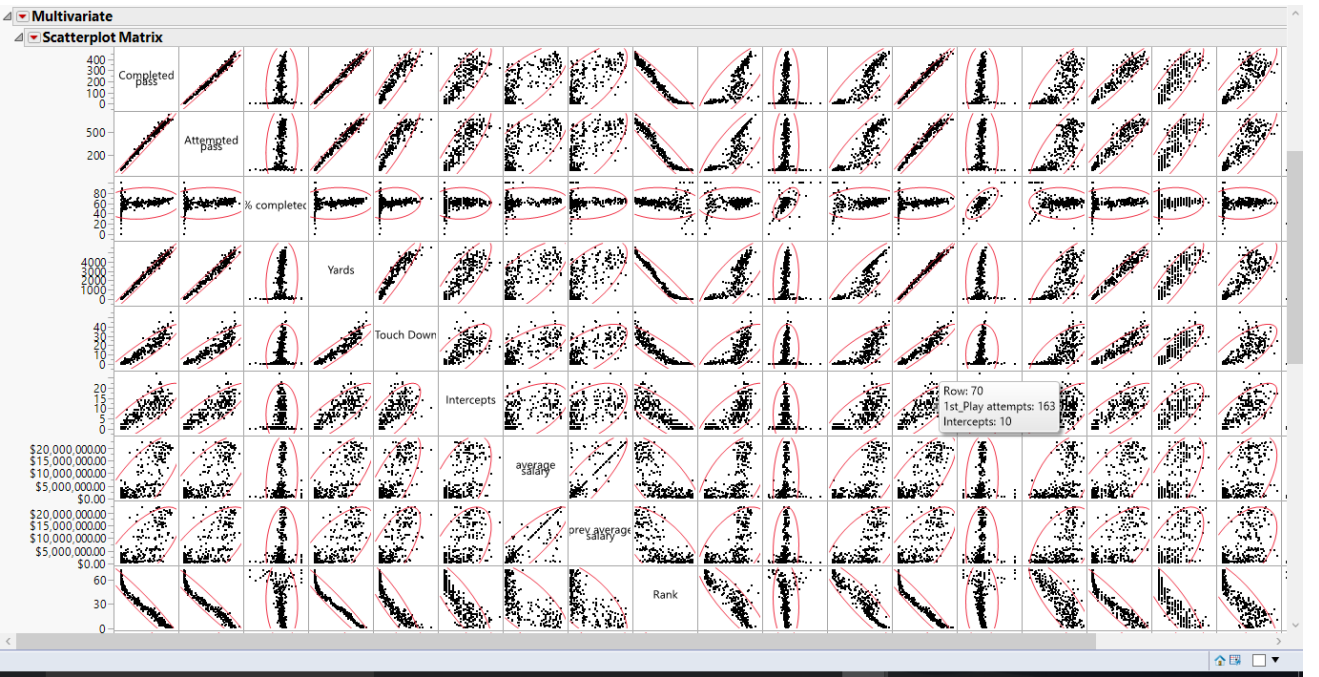 Multivariate
Scatterplot Matrix
400
300
200
100
0
Completed
pass
500
200
Attempted
pass
80
60
40
20
0
% completed
4000
3000
2000
1000
0
Yards
40
30
20
10
0
Touch Down
20
15
10
5
0
Intercepts
Row: 70
1st_Play attempts: 163
Intercepts: 10
$20,000,000.00
$15,000,000.00
$10,000,000.00
$5,000,000.00
$0.00
average
salary
$20,000,000.00
$15,000,000.00
$10,000,000.00
$5,000,000.00
$0.00
prev average
salary
60
30
0
Rank